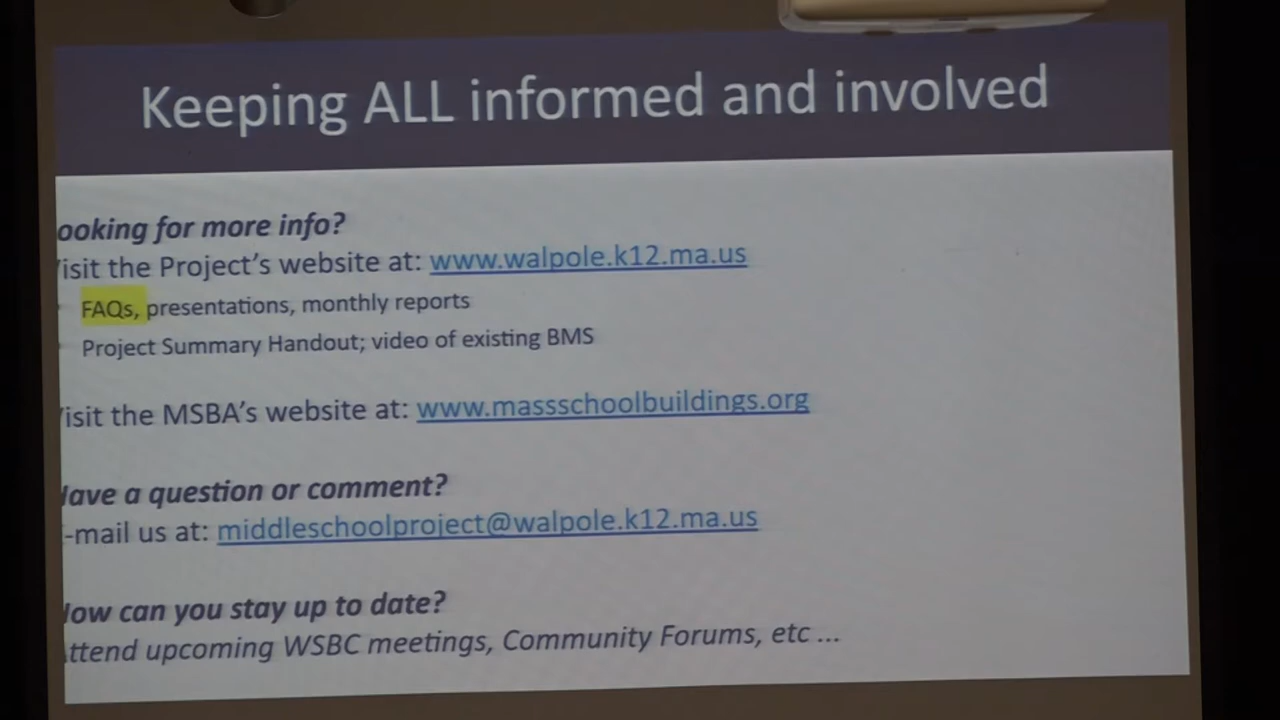 Keeping ALL informed and involved
ooking for more info?
isit the Project's website at: www.walpole.k12.ma.us
FAQs, presentations, monthly reports
Project Summary Handout; video of existing BMS
isit the MSBA's website at: www.massschoolbuildings.org
ave a question or comment?
-mail us at: middleschoolproject@walpole.k12.ma.us
ow can you stay up to date?
ttend upcoming WSBC meetings, Community Forums, etc ...